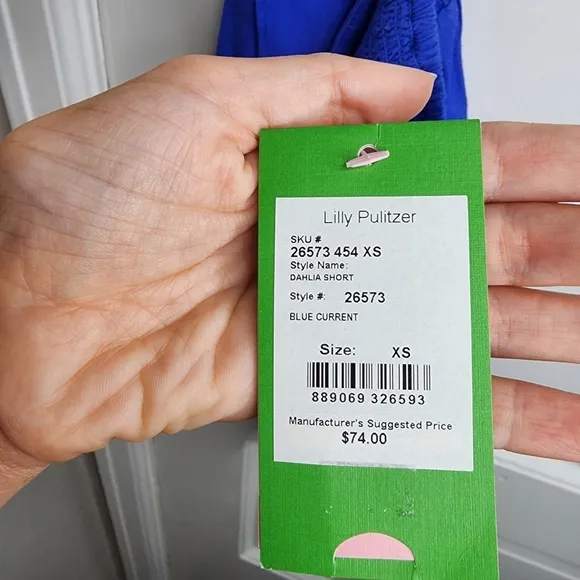 Lilly Pulitzer
SKU #
26573 454 XS
Style Name:
DAHLIA SHORT
Style #: 26573
BLUE CURRENT
Size: XS
889069 326593
Manufacturer's Suggested Price
$74.00